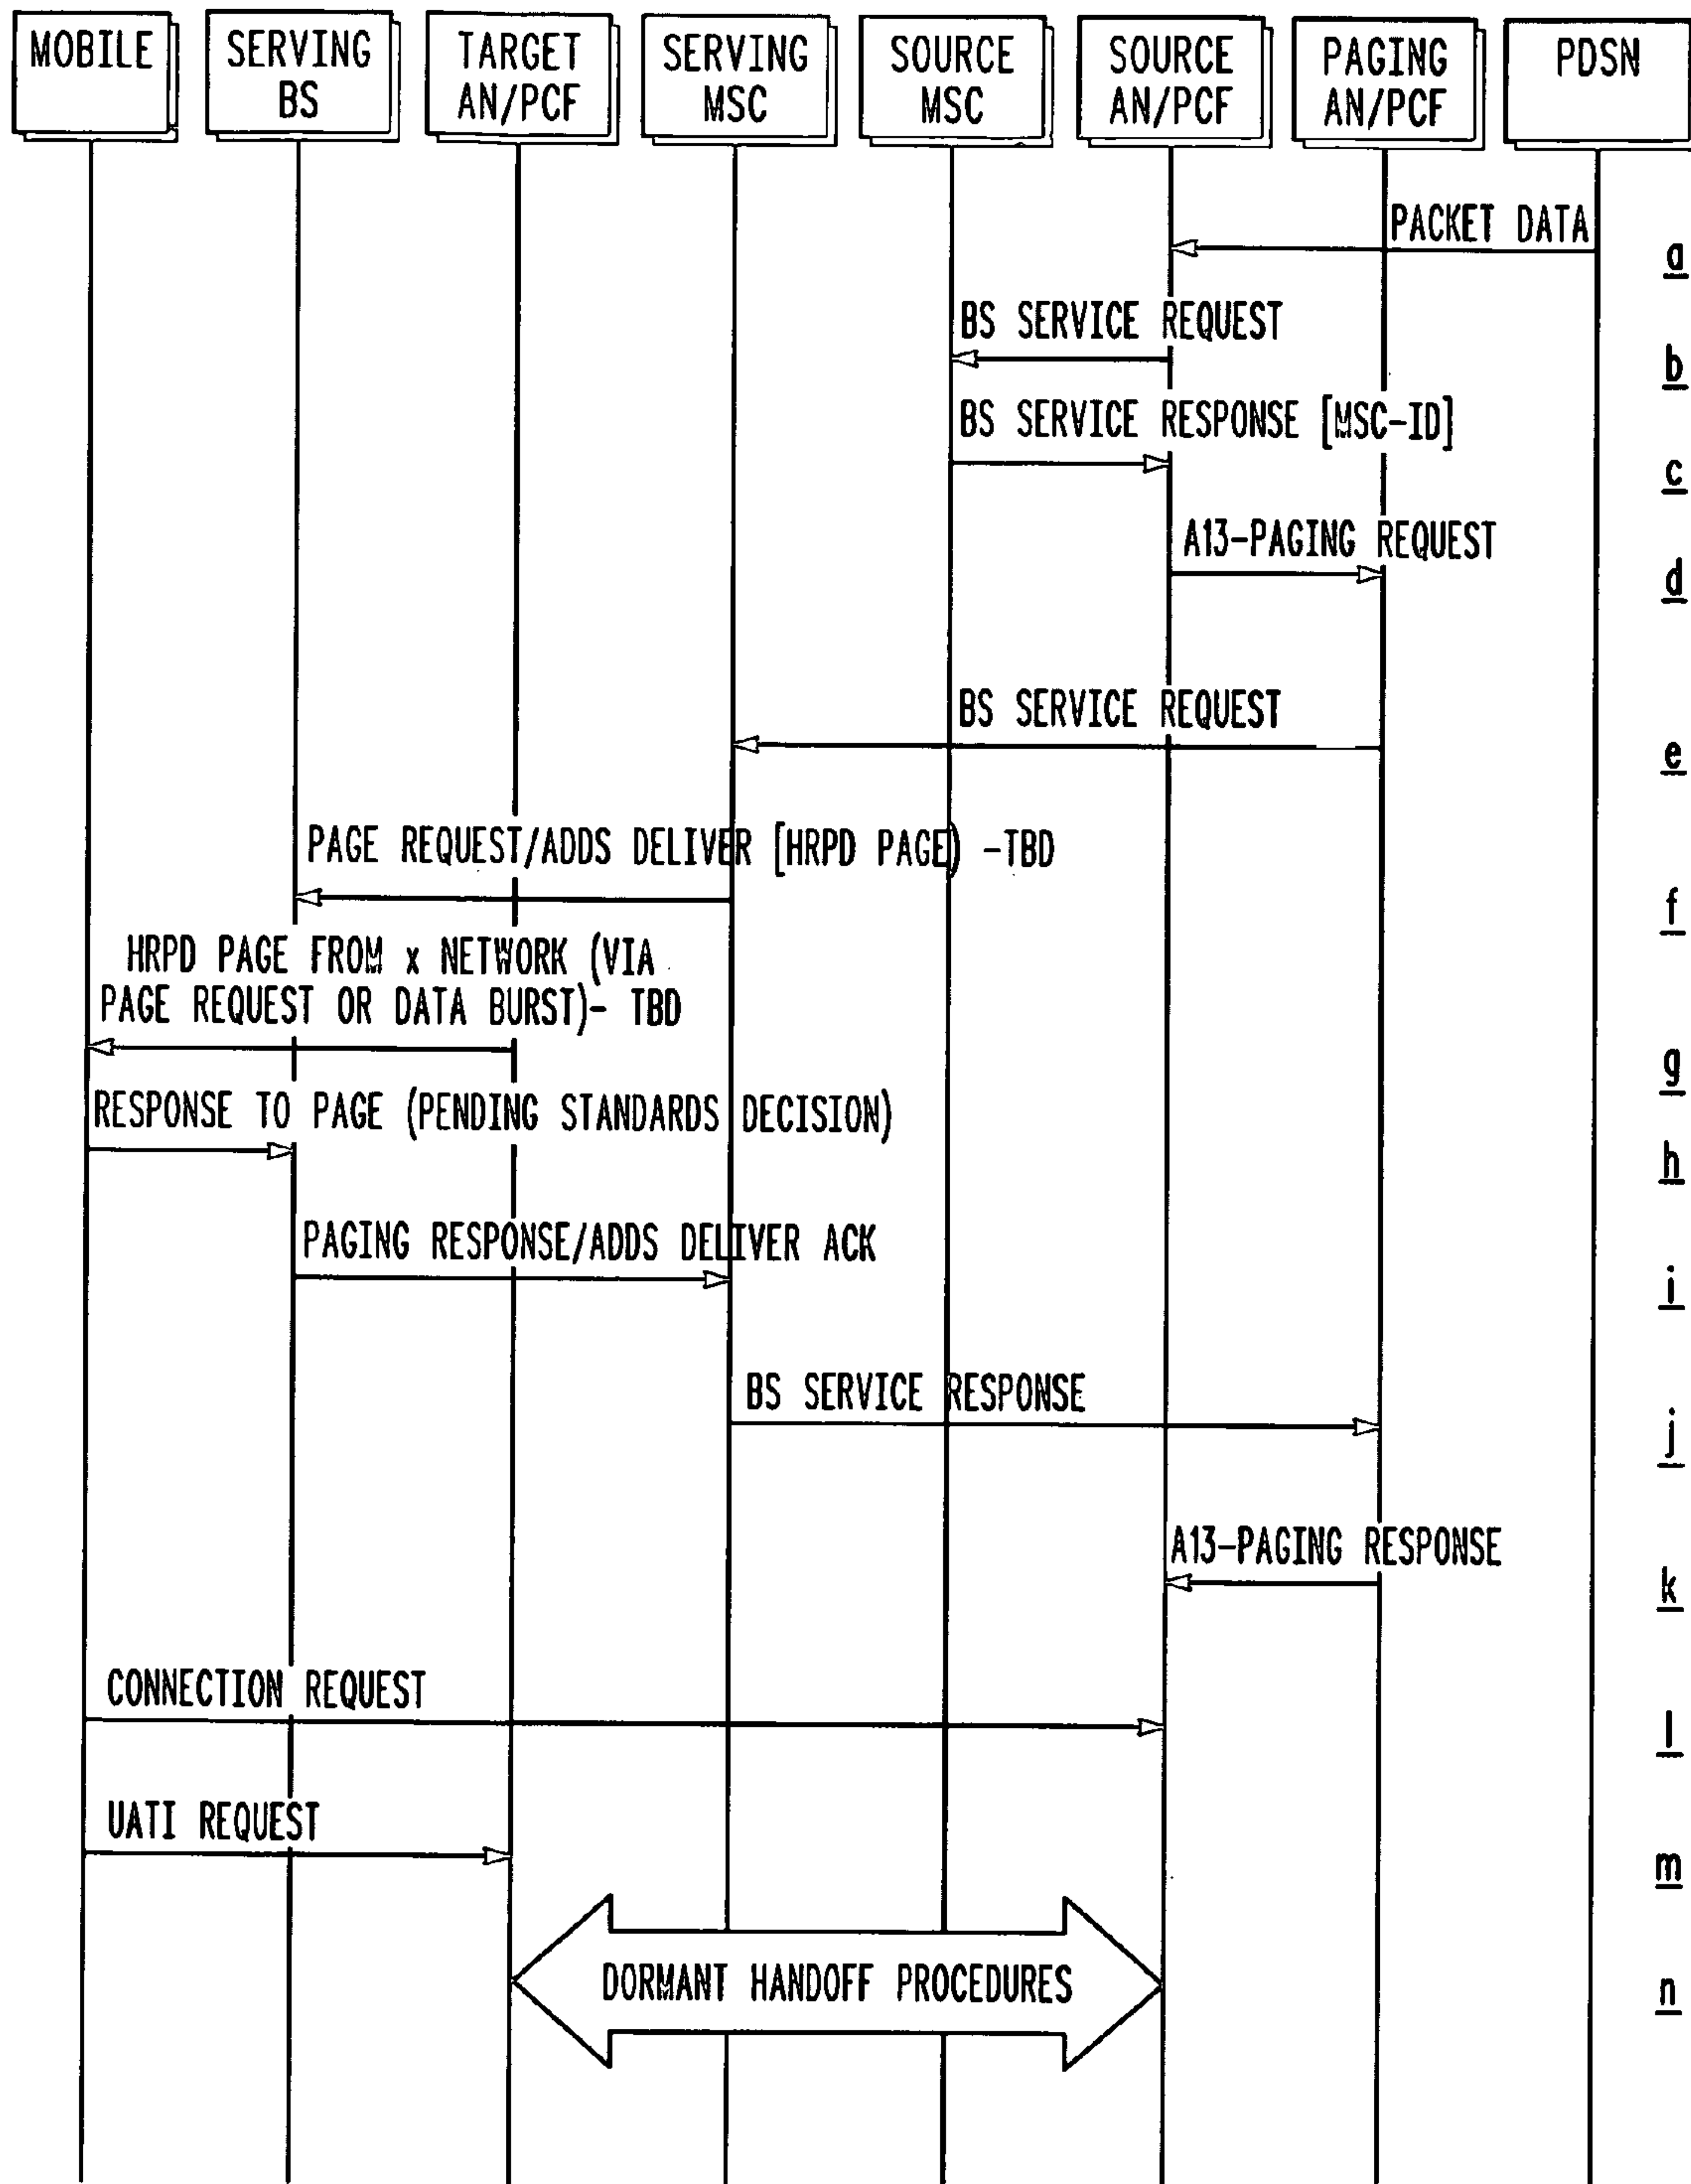 MOBILE
SERVING
BS
TARGET
AN/PCF
SERVING
MSC
SOURCE
MSC
SOURCE
AN/PCF
PAGING
AN/PCF
PDSN
PACKET DATA
a
BS SERVICE REQUEST
b
BS SERVICE RESPONSE [MSC-ID]
c
A13-PAGING REQUEST
d
BS SERVICE REQUEST
e
PAGE REQUEST/ADDS DELIVER [HRPD PAGE) -TBD
f
HRPD PAGE FROM x NETWORK (VIA
PAGE REQUEST OR DATA BURST)- TBD
g
RESPONSE TO PAGE (PENDING STANDARDS DECISION)
h
PAGING RESPONSE/ADDS DELIVER ACK
i
BS SERVICE RESPONSE
j
A13-PAGING RESPONSE
k
CONNECTION REQUEST
l
UATI REQUEST
m
DORMANT HANDOFF PROCEDURES
n